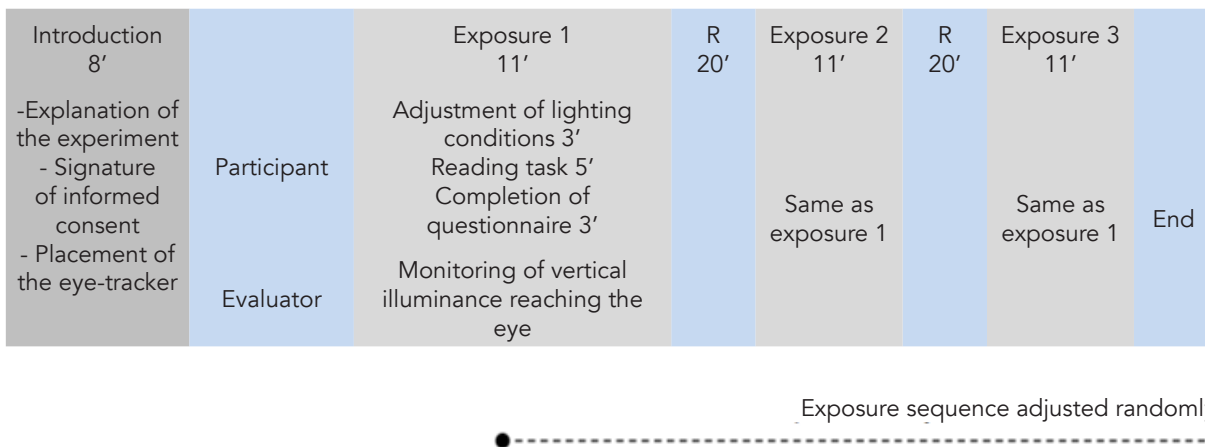 Introduction
8′
-Explanation of
the experiment
- Signature
of informed
consent
- Placement of
the eye-tracker
Participant
Evaluator
Exposure 1
11′
Adjustment of lighting
conditions 3′
Reading task 5′
Completion of
questionnaire 3′
Monitoring of vertical
illuminance reaching the
eye
R
20′
Exposure 2
11′
Same as
exposure 1
R
20′
Exposure 3
11′
Same as
exposure 1
End
Exposure sequence adjusted randoml